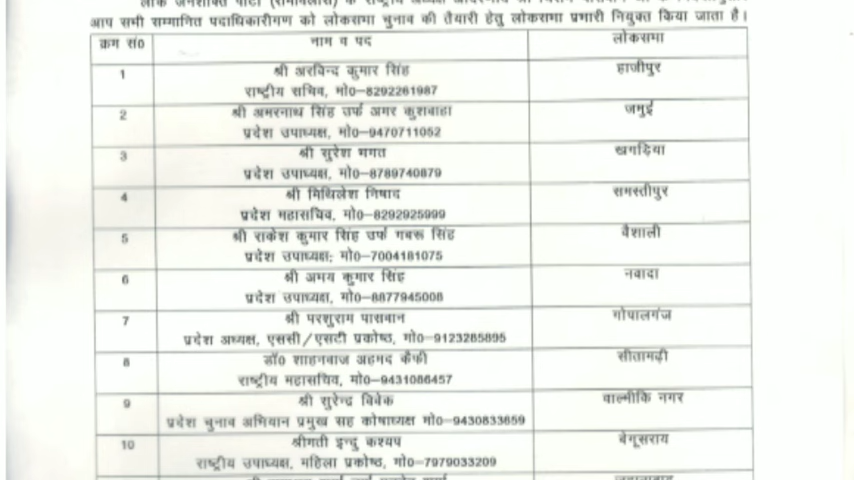 आप सभी सम्मानित पदाधिकारीगण को लोकसभा चुनाव की तैयारी हेतु लोकसभा प्रभारी नियुक्त किया जाता है।
क्रम सं० नाम व पद लोकसभा
1 श्री अरविन्द कुमार सिंह हाजीपुर
राष्ट्रीय सचिव, मो0–8292261987
2 श्री अमरनाथ सिंह उर्फ अमर कुशवाहा जमुई
प्रदेश उपाध्यक्ष, मो0–9470711052
3 श्री सुरेश भगत खगड़िया
प्रदेश उपाध्यक्ष, मो0–8789740879
4 श्री मिथिलेश निषाद समस्तीपुर
प्रदेश महासचिव, मो0–8292925999
5 श्री राकेश कुमार सिंह उर्फ गबरू सिंह वैशाली
प्रदेश उपाध्यक्ष; मो0–7004181075
6 श्री अभय कुमार सिंह नवादा
प्रदेश उपाध्यक्ष, मो0–8877945008
7 श्री परशुराम पासवान गोपालगंज
प्रदेश अध्यक्ष, एससी/एसटी प्रकोष्ठ, मो0–9123265895
8 डॉ0 शाहनवाज अहमद कैफी सीतामढ़ी
राष्ट्रीय महासचिव, मो0–9431086457
9 श्री सुरेन्द्र विवेक वाल्मीकि नगर
प्रदेश चुनाव अभियान प्रमुख सह कोषाध्यक्ष मो0–9430833659
10 श्रीमती इन्दु कश्यप बेगूसराय
राष्ट्रीय उपाध्यक्ष, महिला प्रकोष्ठ, मो0–7979033209